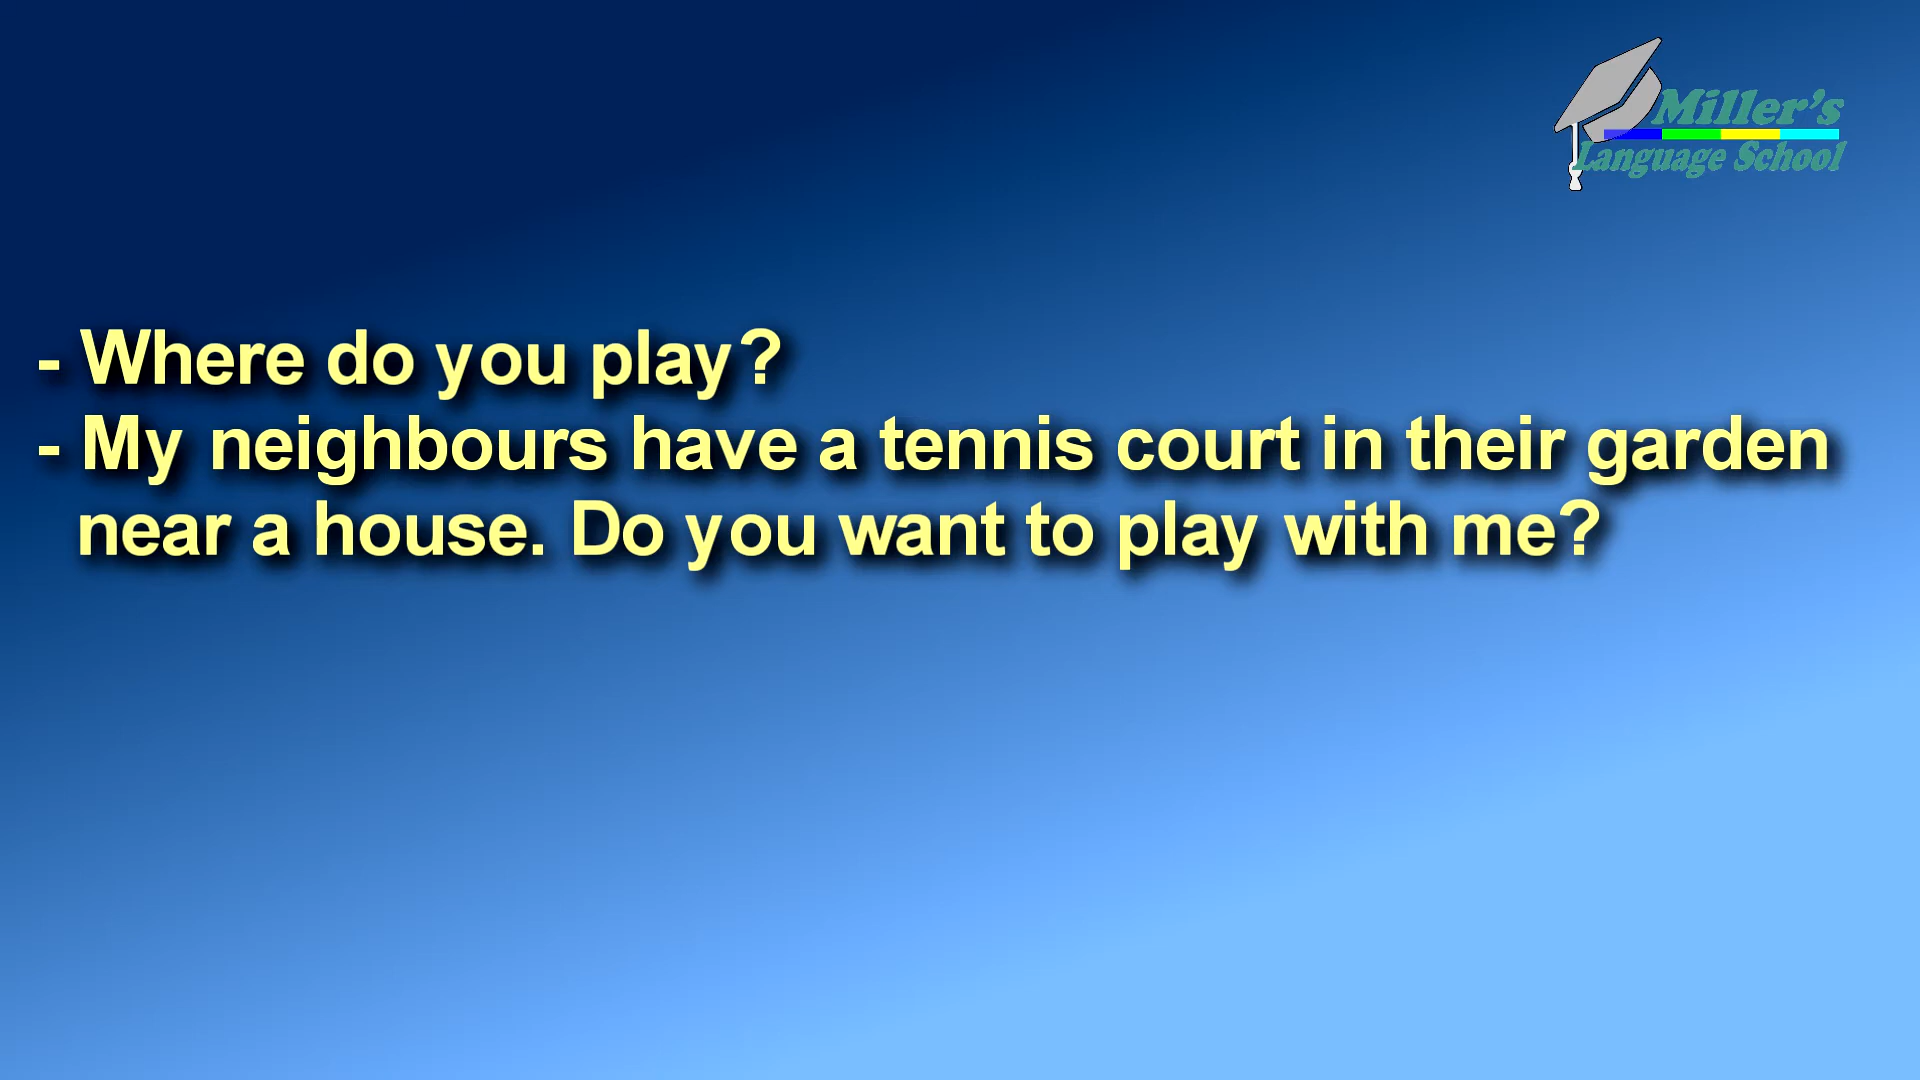 Miller's
Language School
- Where do you play?
- My neighbours have a tennis court in their garden
near a house. Do you want to play with me?